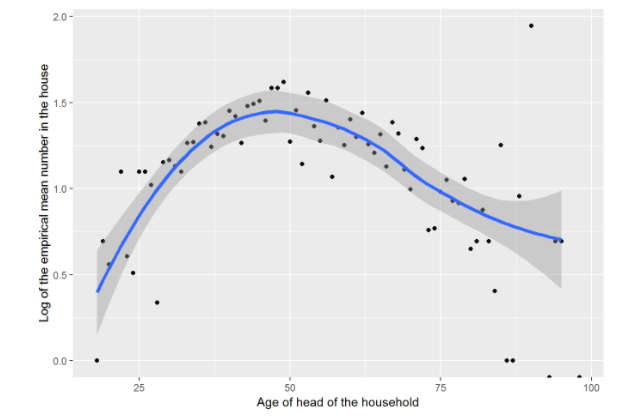 2.0
1.5
1.0
0.5
0.0
Log of the empirical mean number in the house
25 50 75 100
Age of head of the household